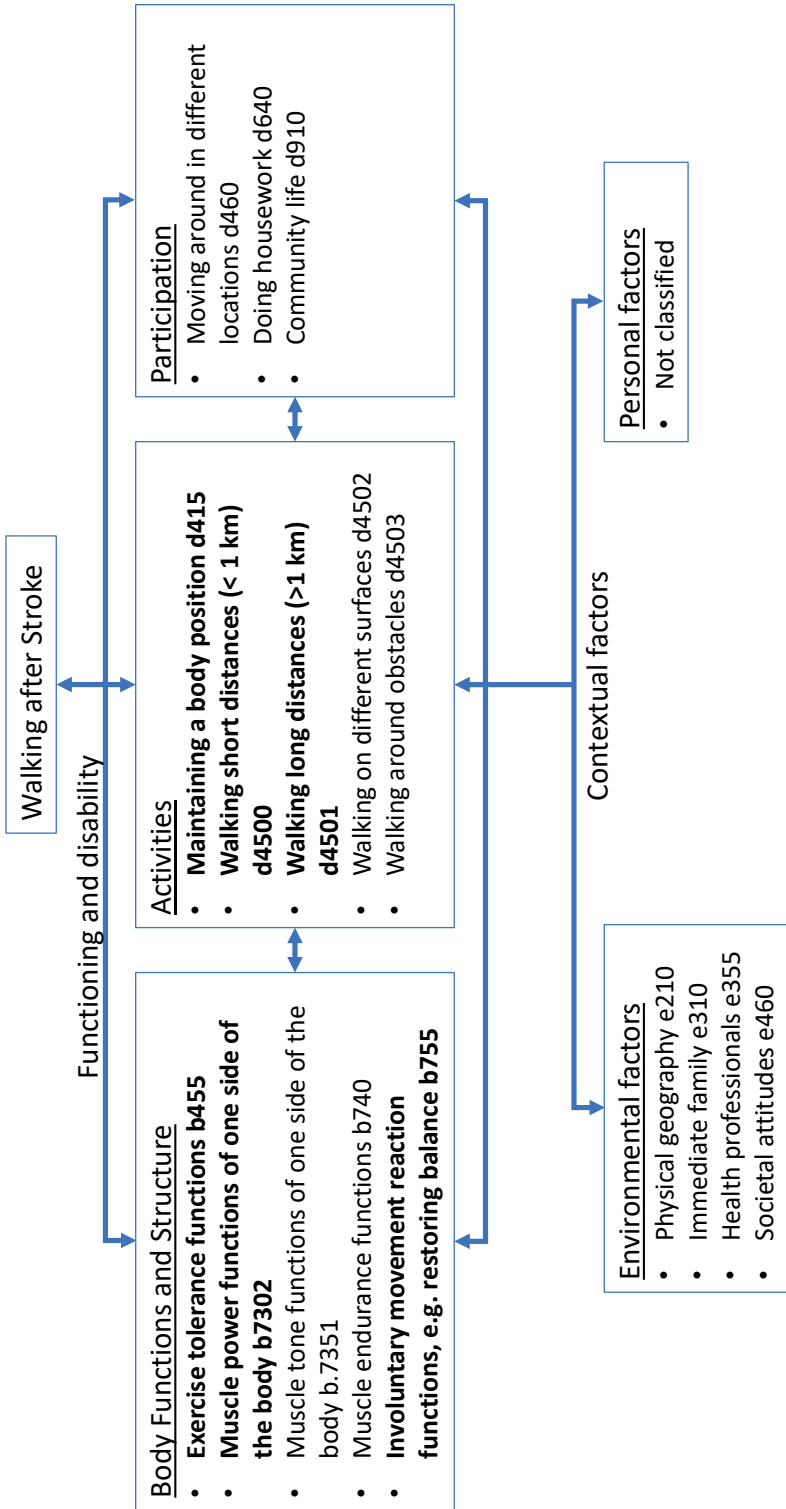 Walking after Stroke
Functioning and disability
Body Functions and Structure
• Exercise tolerance functions b455
• Muscle power functions of one side of
the body b7302
• Muscle tone functions of one side of the
body b.7351
• Muscle endurance functions b740
• Involuntary movement reaction
functions, e.g. restoring balance b755
Activities
• Maintaining a body position d415
• Walking short distances (< 1 km)
d4500
• Walking long distances (>1 km)
d4501
• Walking on different surfaces d4502
• Walking around obstacles d4503
Participation
• Moving around in different
locations d460
• Doing housework d640
• Community life d910
Contextual factors
Environmental factors
• Physical geography e210
• Immediate family e310
• Health professionals e355
• Societal attitudes e460
Personal factors
• Not classified